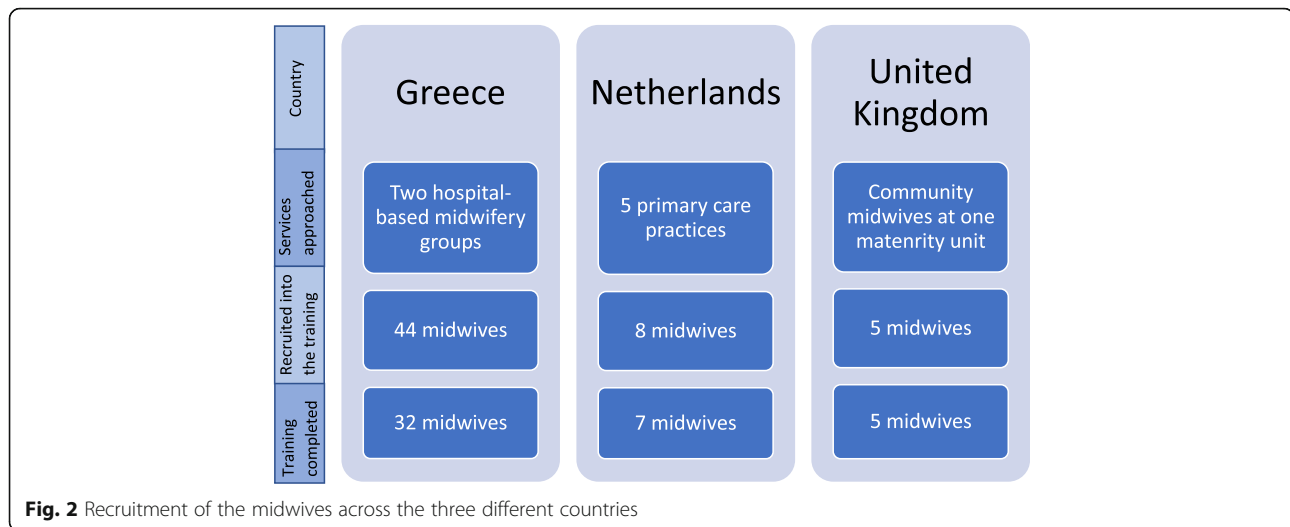 Country
Greece
Netherlands
United
Kingdom
Services
approached
Two hospital-
based midwifery
groups
5 primary care
practices
Community
midwives at one
matenrity unit
Recruited into
the training
44 midwives
8 midwives
5 midwives
Training
completed
32 midwives
7 midwives
5 midwives
Fig. 2 Recruitment of the midwives across the three different countries